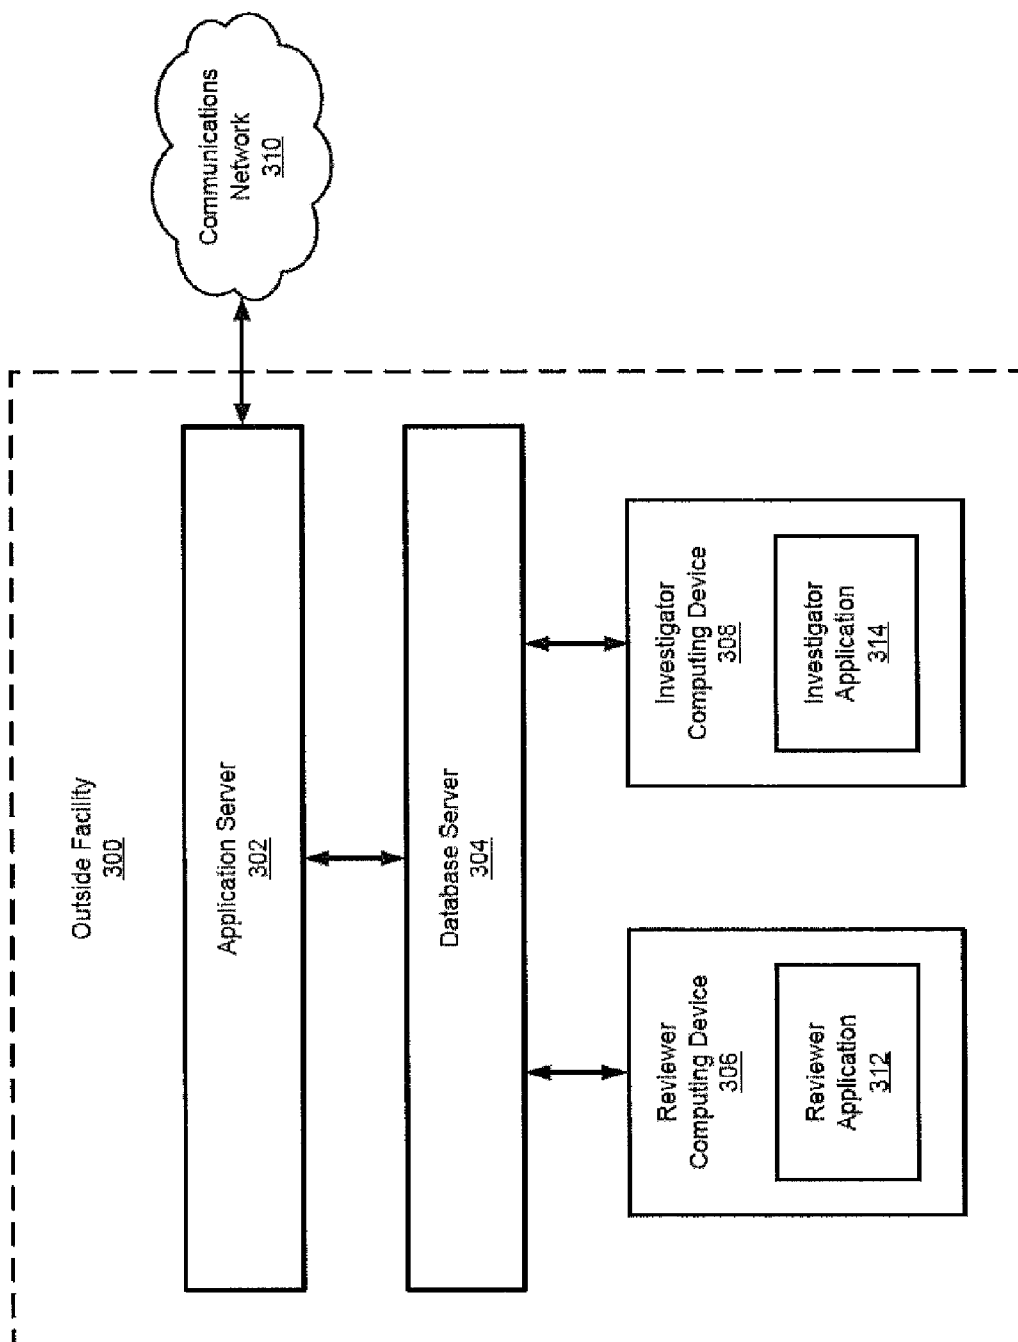 Outside Facility
300
Communications
Network
310
Application Server
302
Database Server
304
Reviewer
Computing Device
306
Reviewer
Application
312
Investigator
Computing Device
308
Investigator
Application
314